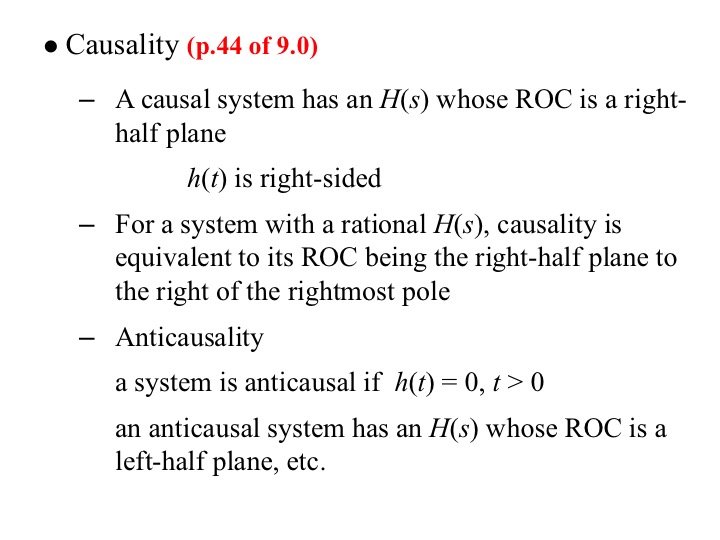 ● Causality (p.44 of 9.0)
– A causal system has an H(s) whose ROC is a right-
half plane
h(t) is right-sided
– For a system with a rational H(s), causality is
equivalent to its ROC being the right-half plane to
the right of the rightmost pole
– Anticausality
a system is anticausal if h(t) = 0, t > 0
an anticausal system has an H(s) whose ROC is a
left-half plane, etc.